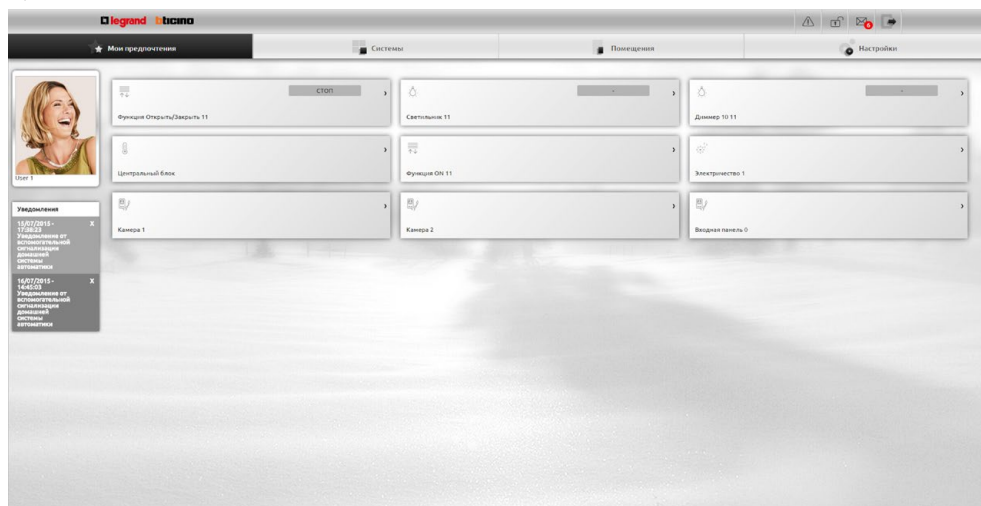 legrand bticino
6
Мои предпочтения
Системы
Помещения
Настройки
User 1
СТОП
Функция Открыть/Закрыть 11
-
Светильник 11
-
Диммер 10 11
Центральный блок
Функция ON 11
Электричество 1
Камера 1
Камера 2
Входная панель 0
Уведомления
15/07/2015 - X
17:36:23
Уведомление от
вспомогательной
сигнализации
домашней
системы
автоматики
16/07/2015 - X
14:45:03
Уведомление от
вспомогательной
сигнализации
домашней
системы
автоматики